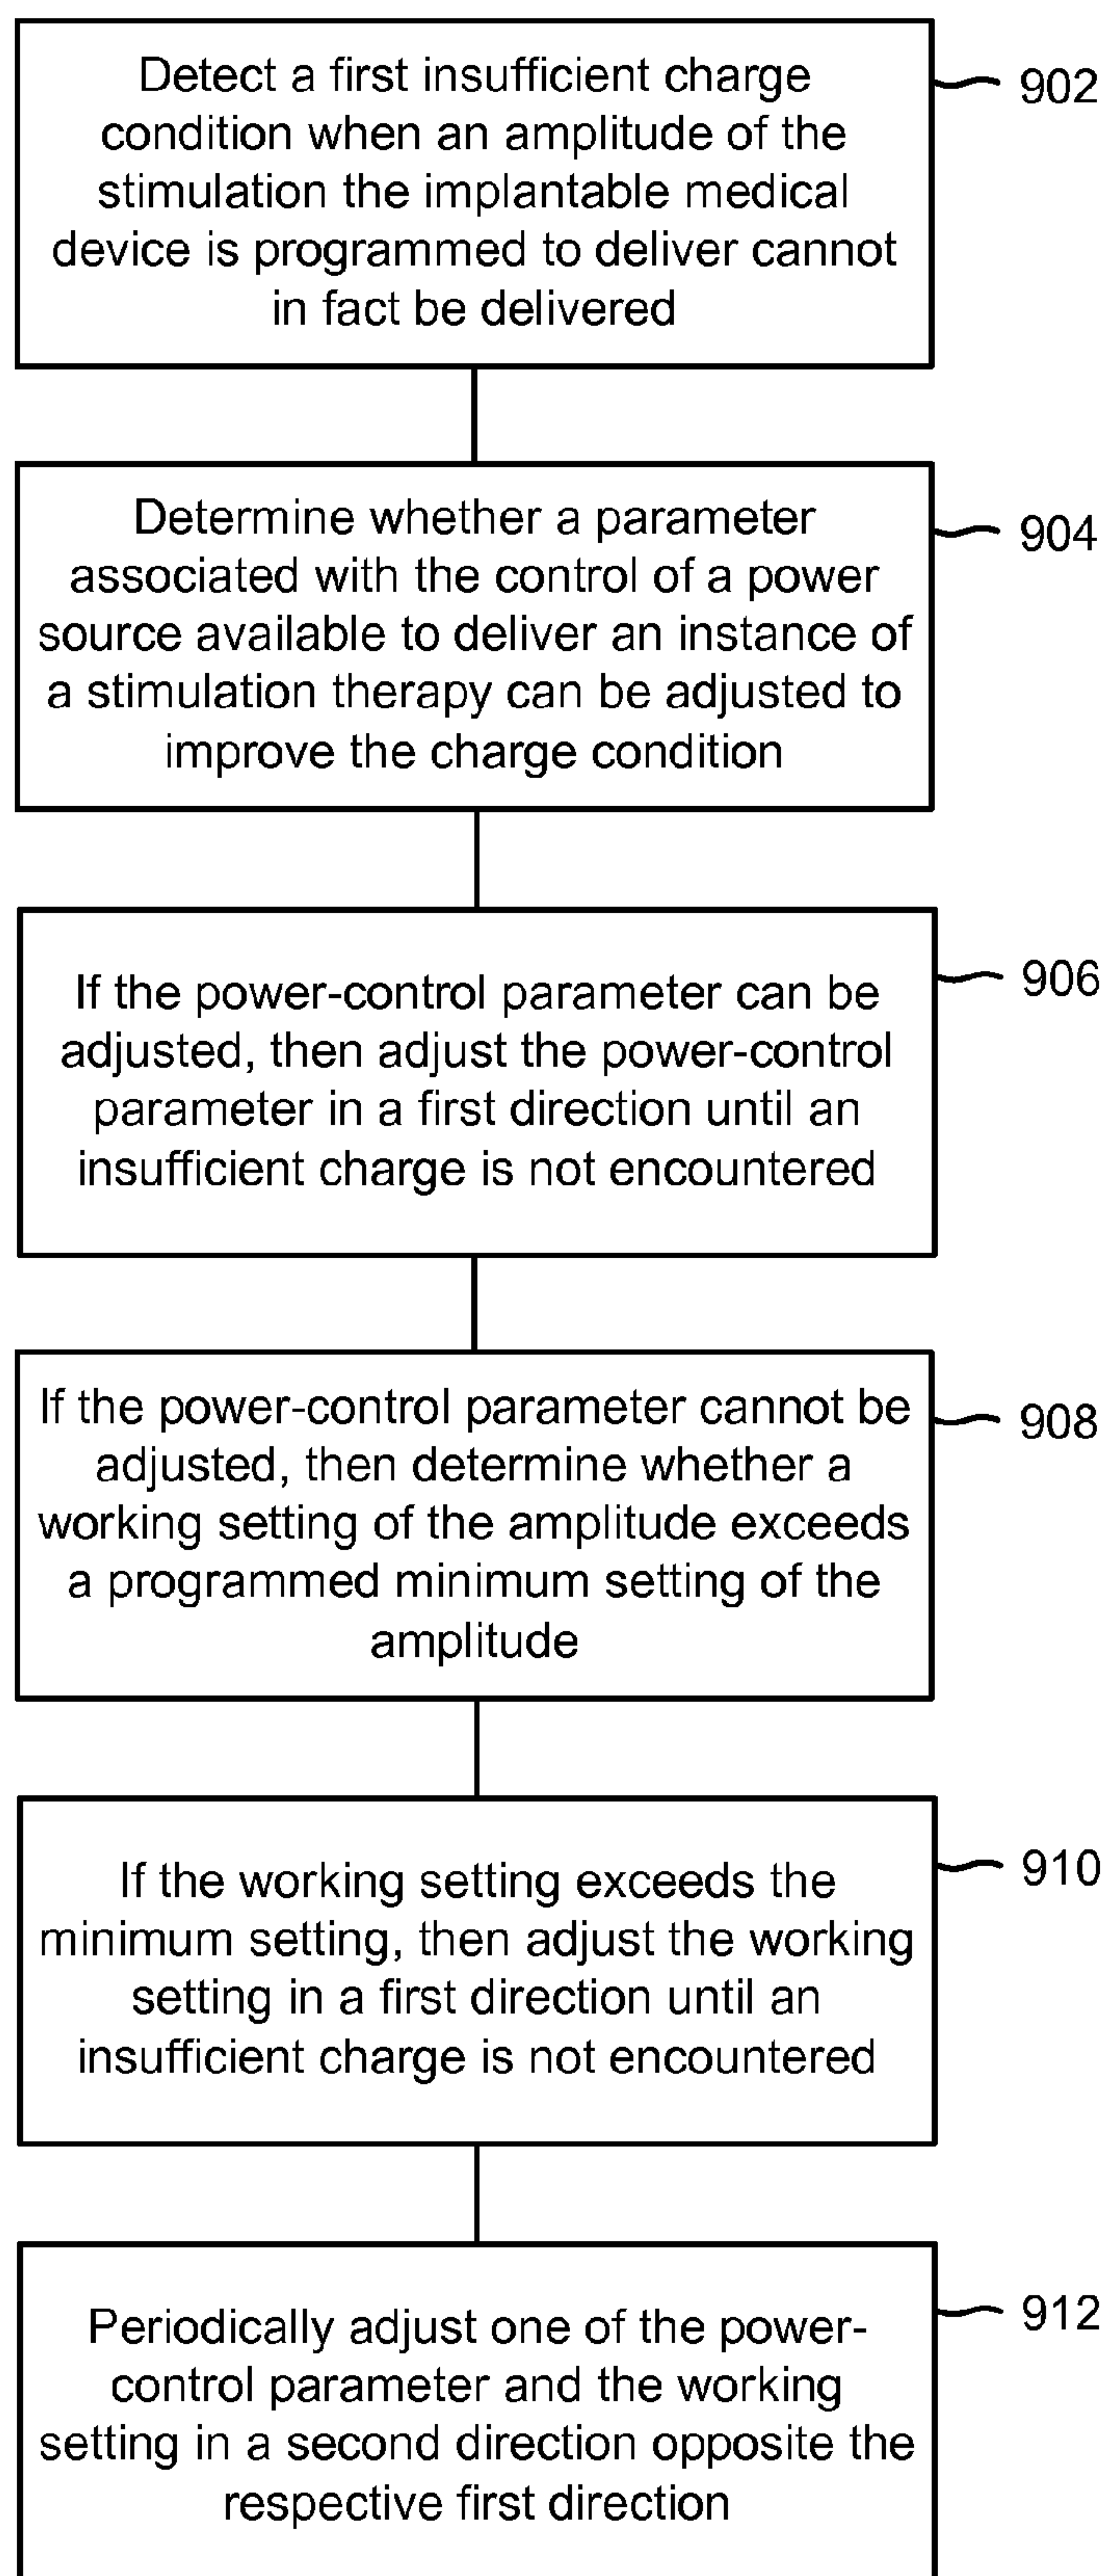 Detect a first insufficient charge
condition when an amplitude of the
stimulation the implantable medical
device is programmed to deliver cannot
in fact be delivered
902
Determine whether a parameter
associated with the control of a power
source available to deliver an instance of
a stimulation therapy can be adjusted to
improve the charge condition
904
If the power-control parameter can be
adjusted, then adjust the power-control
parameter in a first direction until an
insufficient charge is not encountered
906
If the power-control parameter cannot be
adjusted, then determine whether a
working setting of the amplitude exceeds
a programmed minimum setting of the
amplitude
908
If the working setting exceeds the
minimum setting, then adjust the working
setting in a first direction until an
insufficient charge is not encountered
910
Periodically adjust one of the power-
control parameter and the working
setting in a second direction opposite the
respective first direction
912